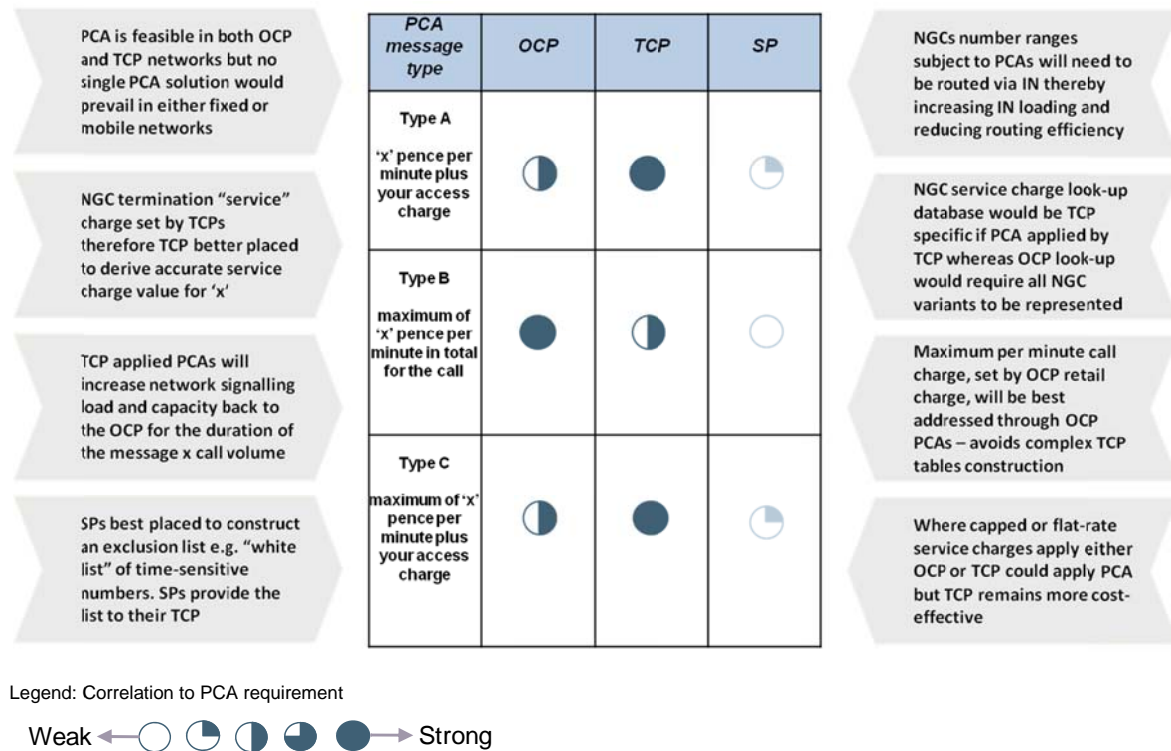 PCA is feasible in both OCP
and TCP networks but no
single PCA solution would
prevail in either fixed or
mobile networks
NGC termination “service”
charge set by TCPs
therefore TCP better placed
to derive accurate service
charge value for ‘x’
TCP applied PCAs will
increase network signalling
load and capacity back to
the OCP for the duration of
the message x call volume
SPs best placed to construct
an exclusion list e.g. “white
list” of time-sensitive
numbers. SPs provide the
list to their TCP
PCA
message
type
OCP
TCP
SP
Type A
‘x’ pence per
minute plus
your access
charge
Type B
maximum of
‘x’ pence per
minute in total
for the call
Type C
maximum of ‘x’
pence per
minute plus
your access
charge
NGCs number ranges
subject to PCAs will need to
be routed via IN thereby
increasing IN loading and
reducing routing efficiency
NGC service charge look-up
database would be TCP
specific if PCA applied by
TCP whereas OCP look-up
would require all NGC
variants to be represented
Maximum per minute call
charge, set by OCP retail
charge, will be best
addressed through OCP
PCAs – avoids complex TCP
tables construction
Where capped or flat-rate
service charges apply either
OCP or TCP could apply PCA
but TCP remains more cost-
effective
Legend: Correlation to PCA requirement
Weak
Strong